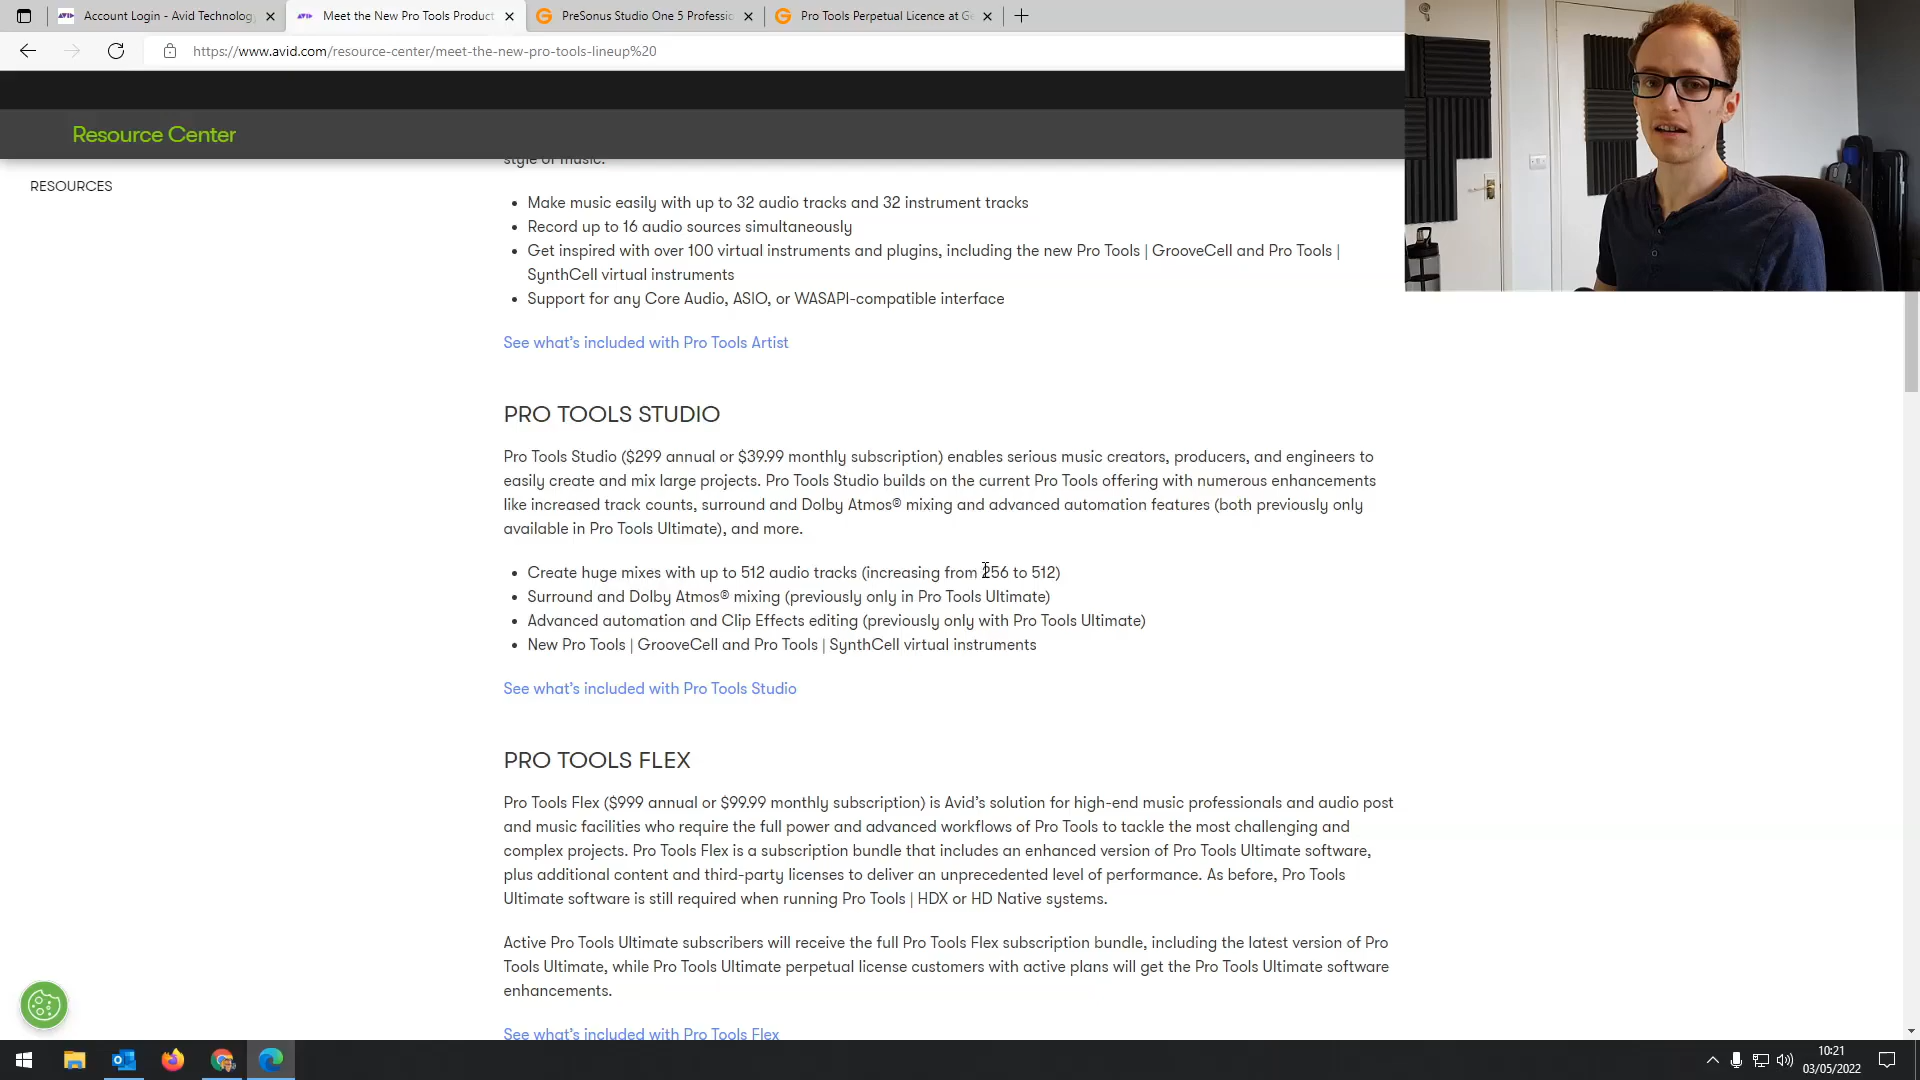 Account Login - Avid Technology
Meet the New Pro Tools Product
PreSonus Studio One 5 Professio
Pro Tools Perpetual Licence at Ge
https://www.avid.com/resource-center/meet-the-new-pro-tools-lineup%20
Resource Center
RESOURCES
style of music.
• Make music easily with up to 32 audio tracks and 32 instrument tracks
• Record up to 16 audio sources simultaneously
• Get inspired with over 100 virtual instruments and plugins, including the new Pro Tools | GrooveCell and Pro Tools |
SynthCell virtual instruments
• Support for any Core Audio, ASIO, or WASAPI-compatible interface
See what's included with Pro Tools Artist
PRO TOOLS STUDIO
Pro Tools Studio ($299 annual or $39.99 monthly subscription) enables serious music creators, producers, and engineers to
easily create and mix large projects. Pro Tools Studio builds on the current Pro Tools offering with numerous enhancements
like increased track counts, surround and Dolby Atmos® mixing and advanced automation features (both previously only
available in Pro Tools Ultimate), and more.
• Create huge mixes with up to 512 audio tracks (increasing from 256 to 512)
• Surround and Dolby Atmos® mixing (previously only in Pro Tools Ultimate)
• Advanced automation and Clip Effects editing (previously only with Pro Tools Ultimate)
• New Pro Tools | GrooveCell and Pro Tools | SynthCell virtual instruments
See what's included with Pro Tools Studio
PRO TOOLS FLEX
Pro Tools Flex ($999 annual or $99.99 monthly subscription) is Avid's solution for high-end music professionals and audio post
and music facilities who require the full power and advanced workflows of Pro Tools to tackle the most challenging and
complex projects. Pro Tools Flex is a subscription bundle that includes an enhanced version of Pro Tools Ultimate software,
plus additional content and third-party licenses to deliver an unprecedented level of performance. As before, Pro Tools
Ultimate software is still required when running Pro Tools | HDX or HD Native systems.
Active Pro Tools Ultimate subscribers will receive the full Pro Tools Flex subscription bundle, including the latest version of Pro
Tools Ultimate, while Pro Tools Ultimate perpetual license customers with active plans will get the Pro Tools Ultimate software
enhancements.
See what's included with Pro Tools Flex
10:21
03/05/2022